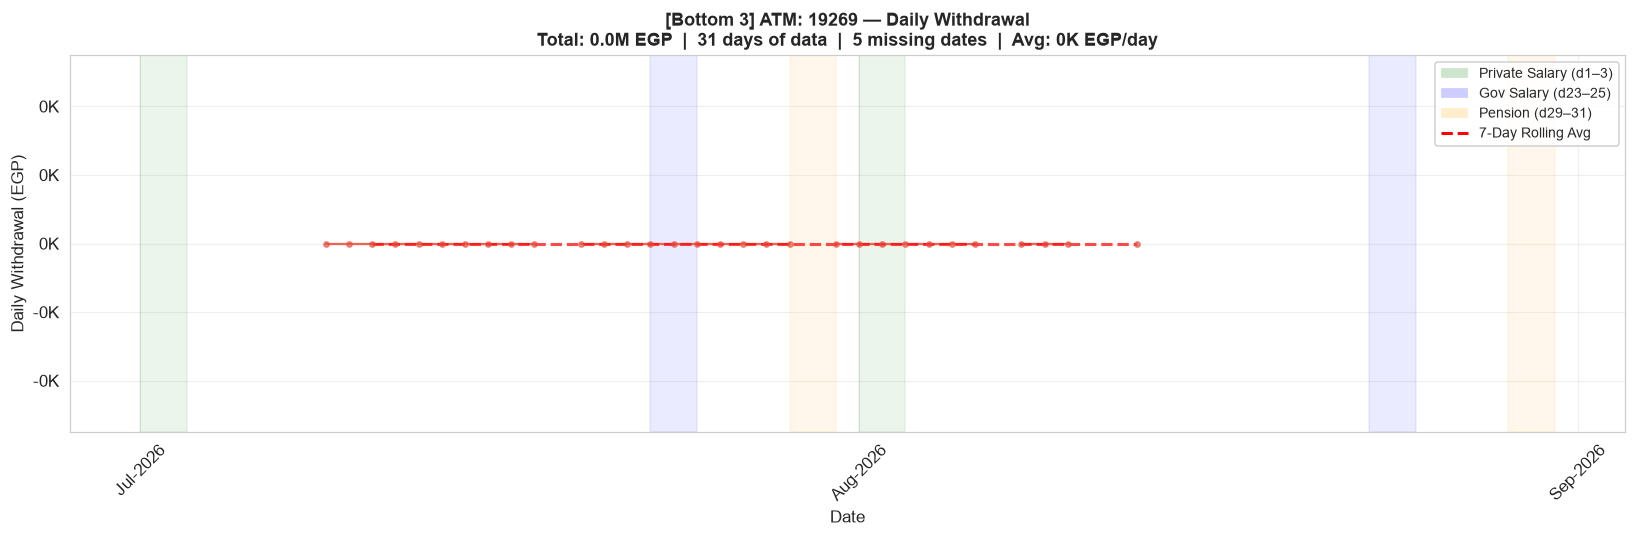 [Bottom 3] ATM: 19269 — Daily Withdrawal
Total: 0.0M EGP | 31 days of data | 5 missing dates | Avg: 0K EGP/day
Private Salary (d1–3)
Gov Salary (d23–25)
Pension (d29–31)
7-Day Rolling Avg
Daily Withdrawal (EGP)
0K
0K
0K
-0K
-0K
Jul-2026
Aug-2026
Sep-2026
Date